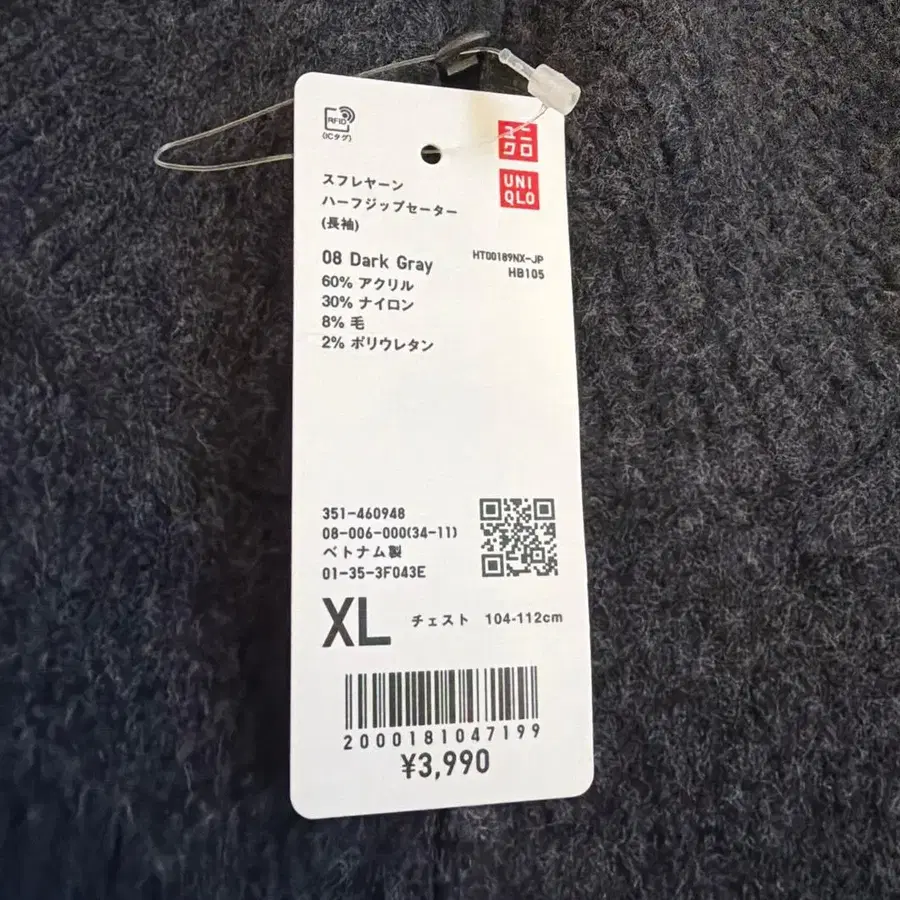 RFID
(ICタグ)
ユニ
クロ
UNI
QLO
スフレヤーン
ハーフジップセーター
(長袖)
08 Dark Gray
HT00189NX-JP
HB105
60% アクリル
30% ナイロン
8% 毛
2% ポリウレタン
351-460948
08-006-000(34-11)
ベトナム製
01-35-3F043E
XL チェスト 104-112cm
2000181047199
¥3,990